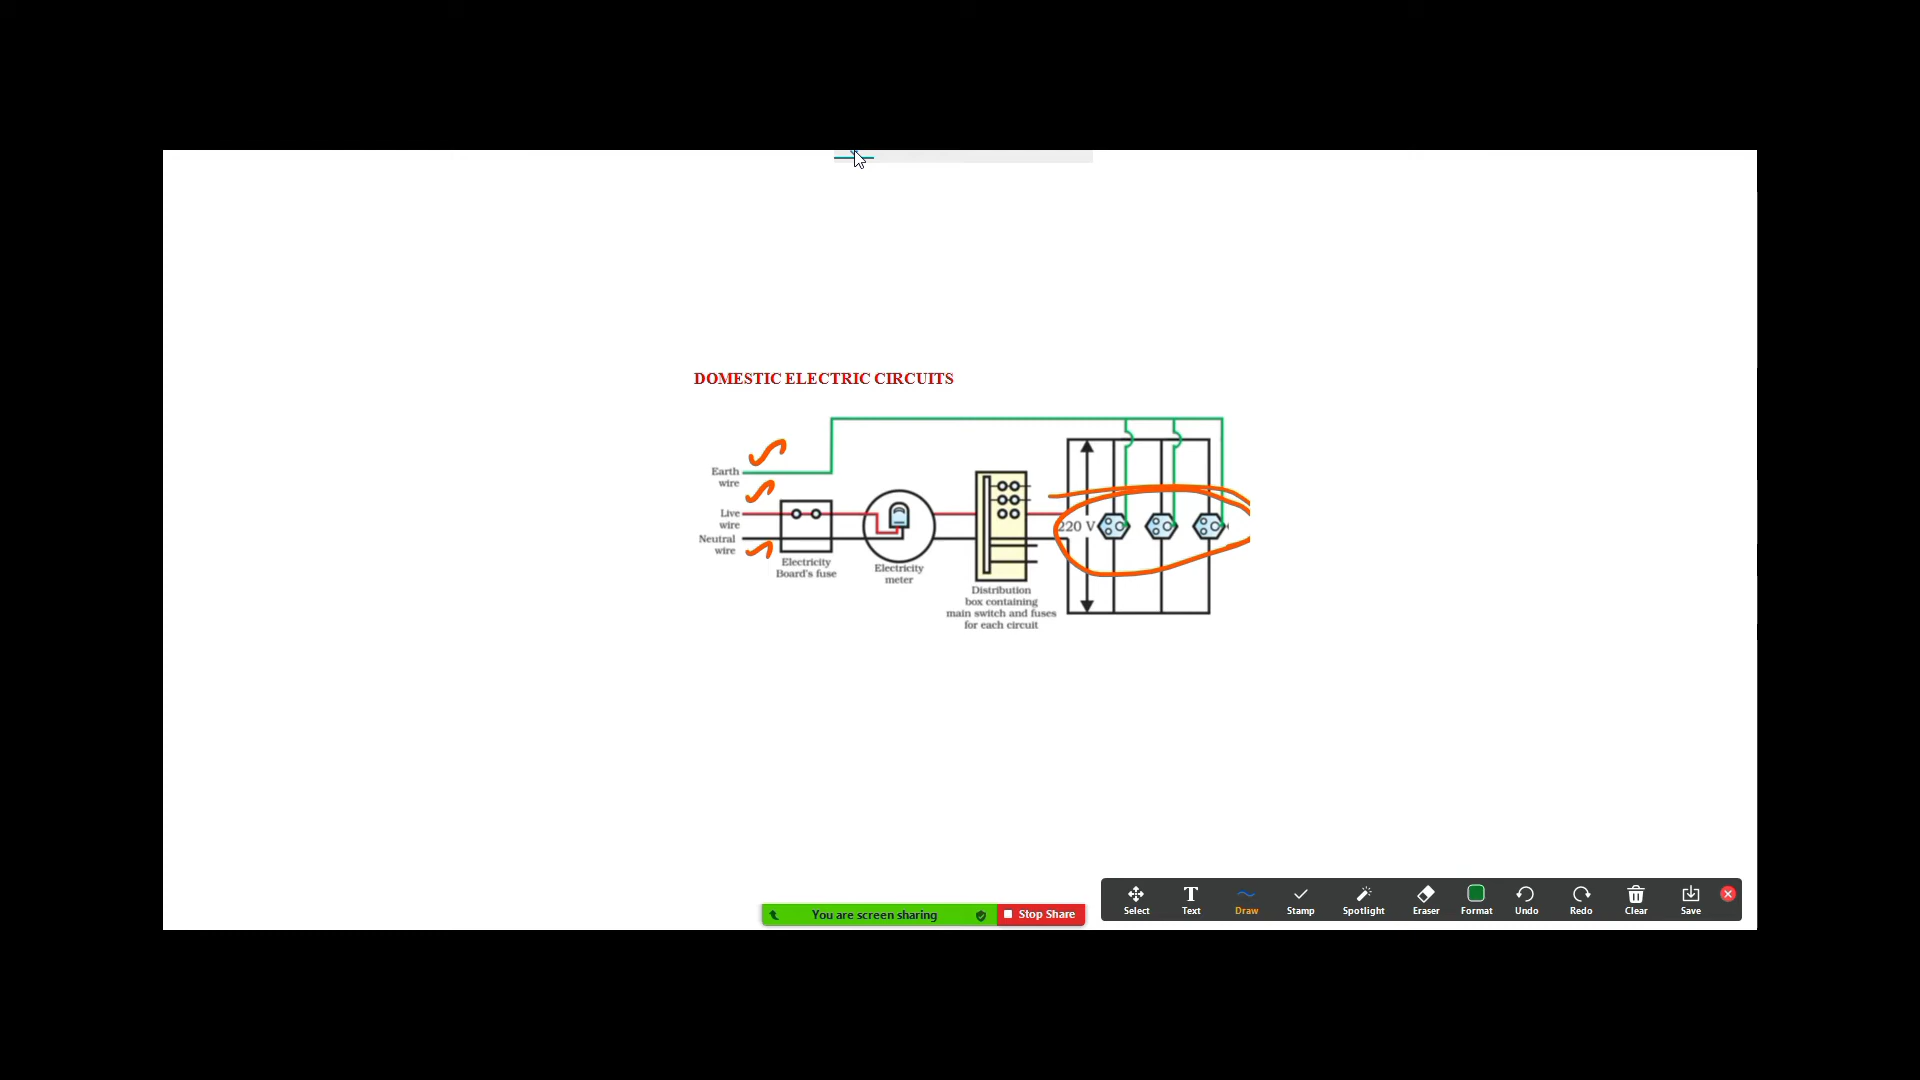 DOMESTIC ELECTRIC CIRCUITS
Earth
wire
Live
wire
Neutral
wire
Electricity
Board's fuse
Electricity
meter
Distribution
box containing
main switch and fuses
for each circuit
220 V
You are screen sharing
Stop Share
Select
Text
Draw
Stamp
Spotlight
Eraser
Format
Undo
Redo
Clear
Save